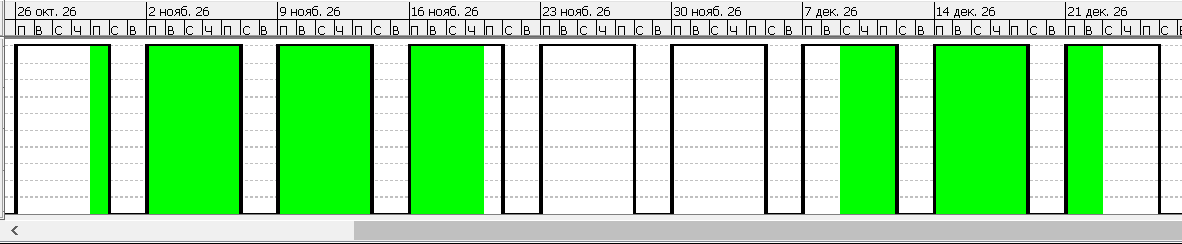 26 окт. 26 2 нояб. 26 9 нояб. 26 16 нояб. 26 23 нояб. 26 30 нояб. 26 7 дек. 26 14 дек. 26 21 дек. 26
П В С Ч П С В П В С Ч П С В П В С Ч П С В П В С Ч П С В П В С Ч П С В П В С Ч П С В П В С Ч П С В П В С Ч П С В П В С Ч П С